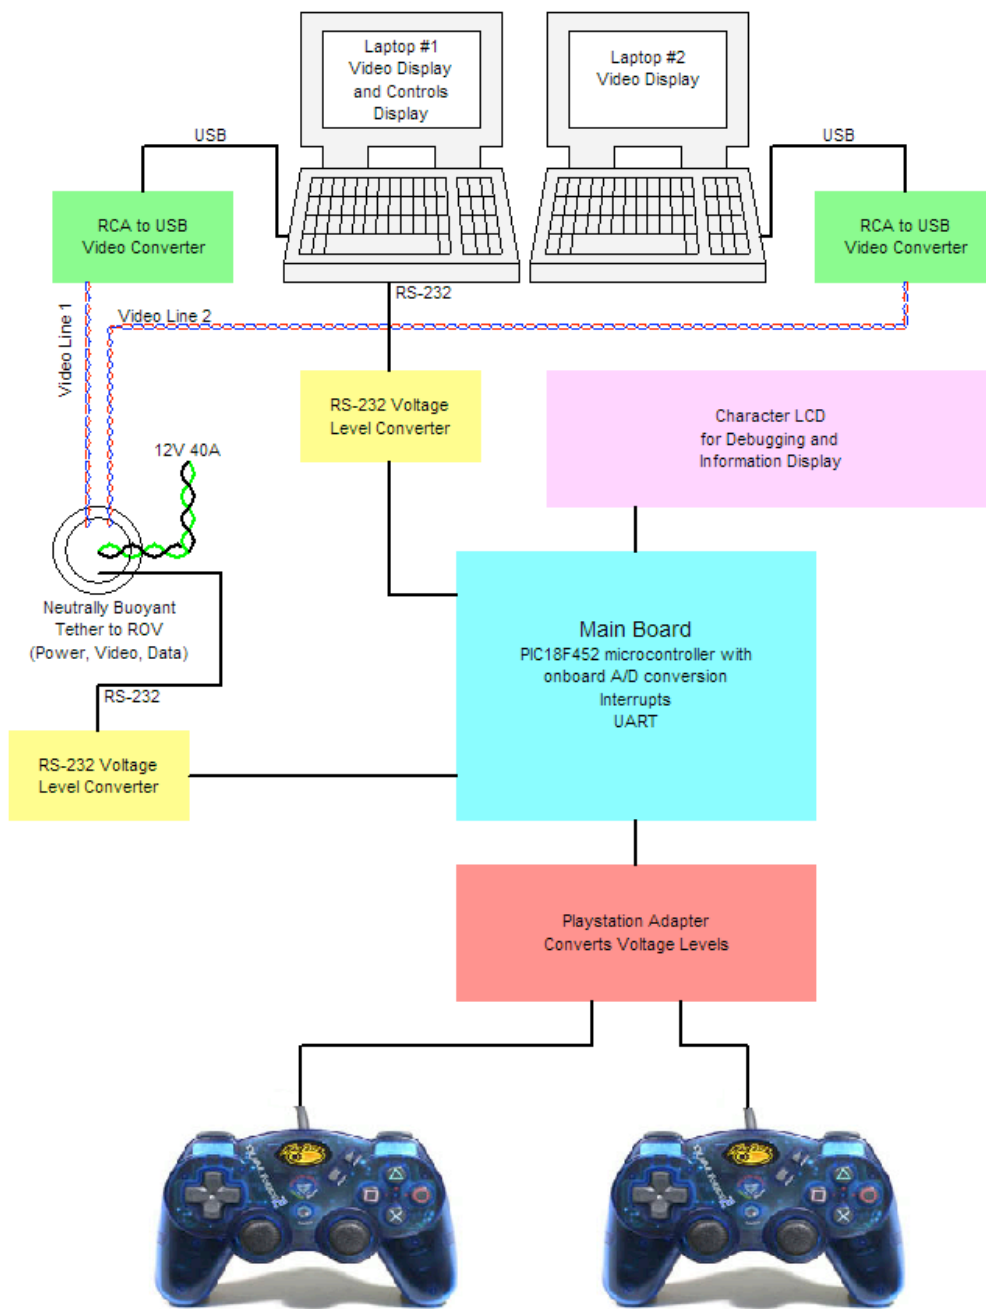 Laptop #1
Video Display
and Controls
Display
Laptop #2
Video Display
USB
USB
RCA to USB
Video Converter
RCA to USB
Video Converter
RS-232
Video Line 1
Video Line 2
RS-232 Voltage
Level Converter
Character LCD
for Debugging and
Information Display
12V 40A
Neutrally Buoyant
Tether to ROV
(Power, Video, Data)
Main Board
PIC18F452 microcontroller with
onboard A/D conversion
Interrupts
UART
RS-232
RS-232 Voltage
Level Converter
Playstation Adapter
Converts Voltage Levels